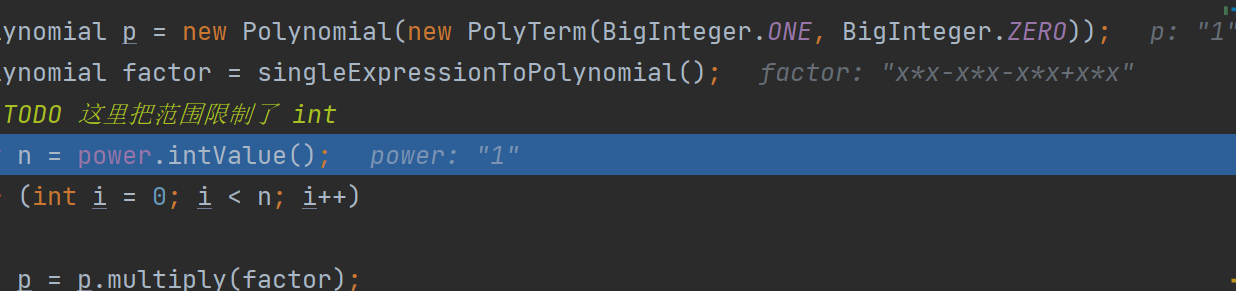 ynomial p = new Polynomial(new PolyTerm(BigInteger.ONE, BigInteger.ZERO)); p: "1"
ynomial factor = singleExpressionToPolynomial(); factor: "x*x-x*x-x*x+x*x"
TODO 这里把范围限制了 int
n = power.intValue(); power: "1"
(int i = 0; i < n; i++)
p = p.multiply(factor);